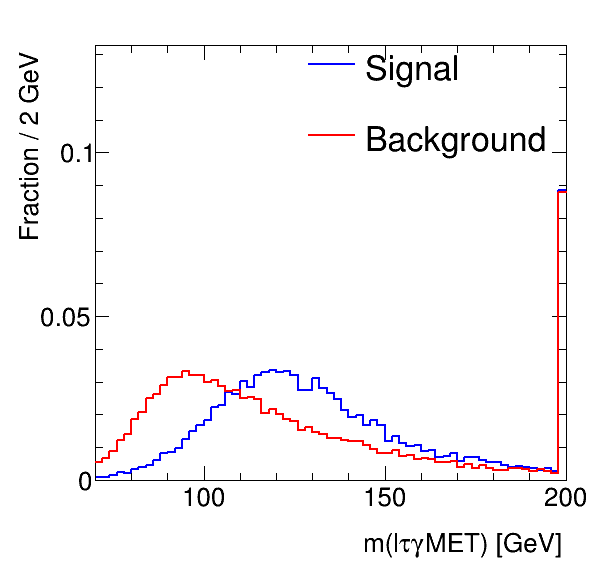 Signal
Background
Fraction / 2 GeV
0.1
0.05
0
100
150
200
m(lτγMET) [GeV]